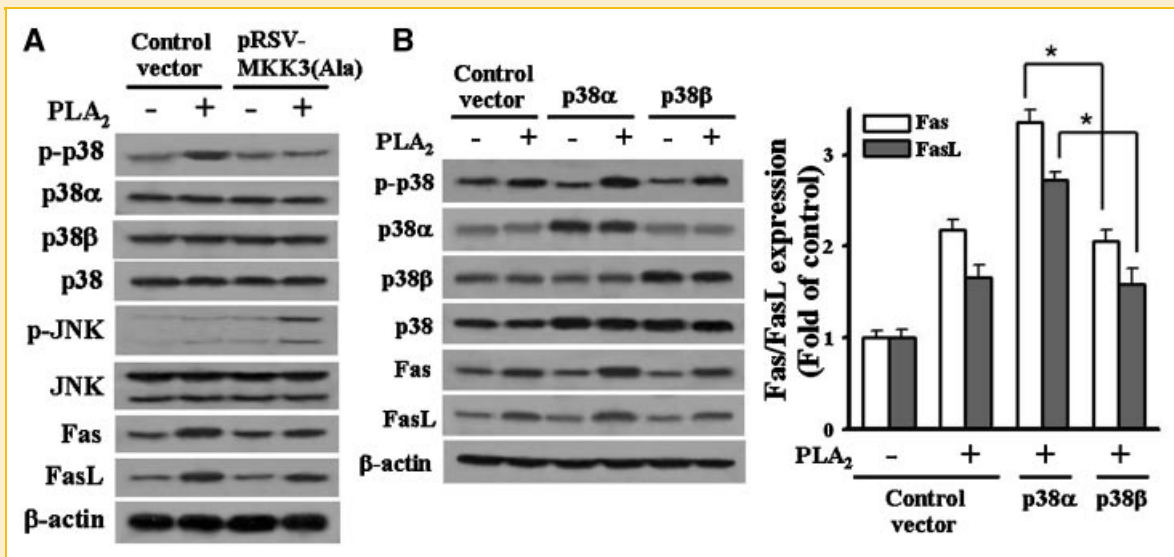 A
Control vector
pRSV-MKK3(Ala)
PLA₂ - + - +
p-p38
p38α
p38β
p38
p-JNK
JNK
Fas
FasL
β-actin
B
Control vector
p38α
p38β
PLA₂ - + - + - +
p-p38
p38α
p38β
p38
Fas
FasL
β-actin
Fas/FasL expression
(Fold of control)
3
2
1
0
Fas
FasL
*
*
PLA₂ - + + +
Control vector
p38α
p38β